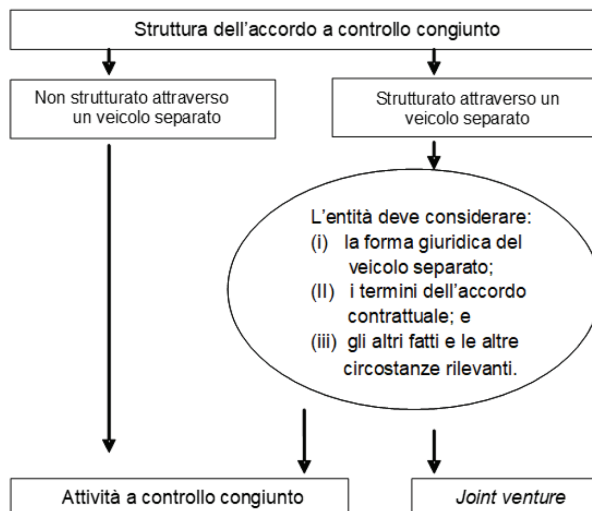 Struttura dell'accordo a controllo congiunto
Non strutturato attraverso
un veicolo separato
Strutturato attraverso un
veicolo separato
L'entità deve considerare:
(i) la forma giuridica del
veicolo separato;
(II) i termini dell'accordo
contrattuale; e
(iii) gli altri fatti e le altre
circostanze rilevanti.
Attività a controllo congiunto
Joint venture